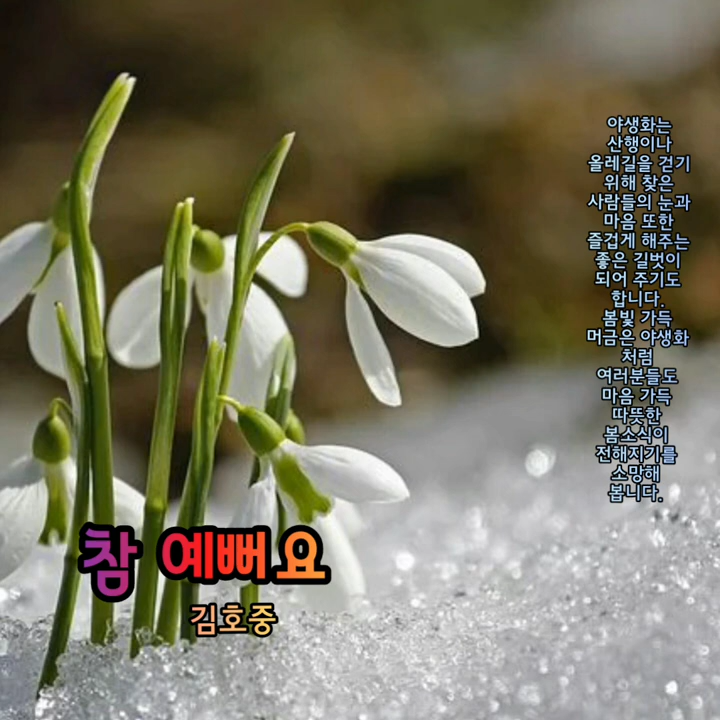 야생화는
산행이나
올레길을 걷기
위해 찾은
사람들의 눈과
마음 또한
즐겁게 해주는
좋은 길벗이
되어 주기도
합니다.
봄빛 가득
머금은 야생화
처럼
여러분들도
마음 가득
따뜻한
봄소식이
전해지기를
소망해
봅니다.
참 예뻐요
김호중